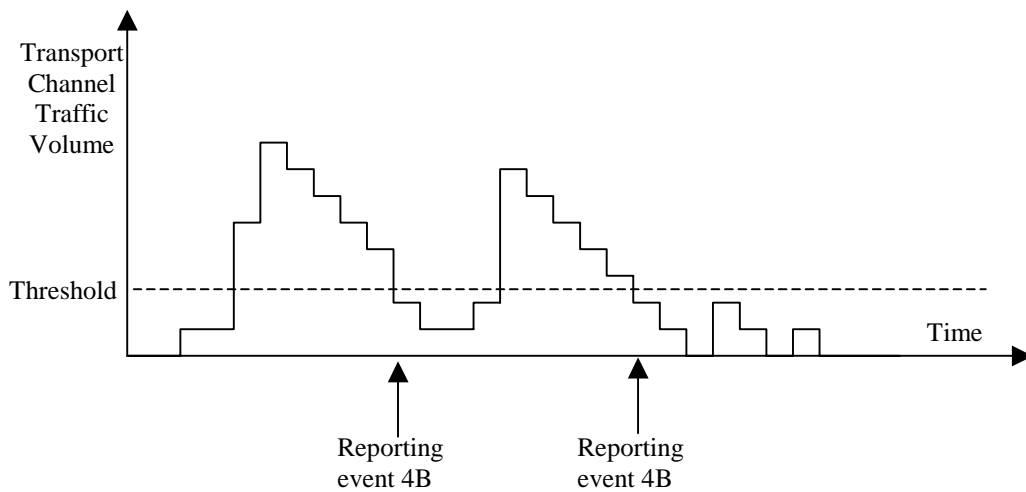 Transport
Channel
Traffic
Volume
Threshold
Time
Reporting
event 4B
Reporting
event 4B